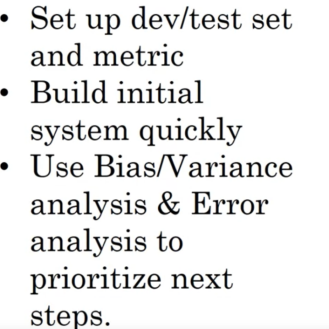 • Set up dev/test set
and metric
• Build initial
system quickly
• Use Bias/Variance
analysis & Error
analysis to
prioritize next
steps.